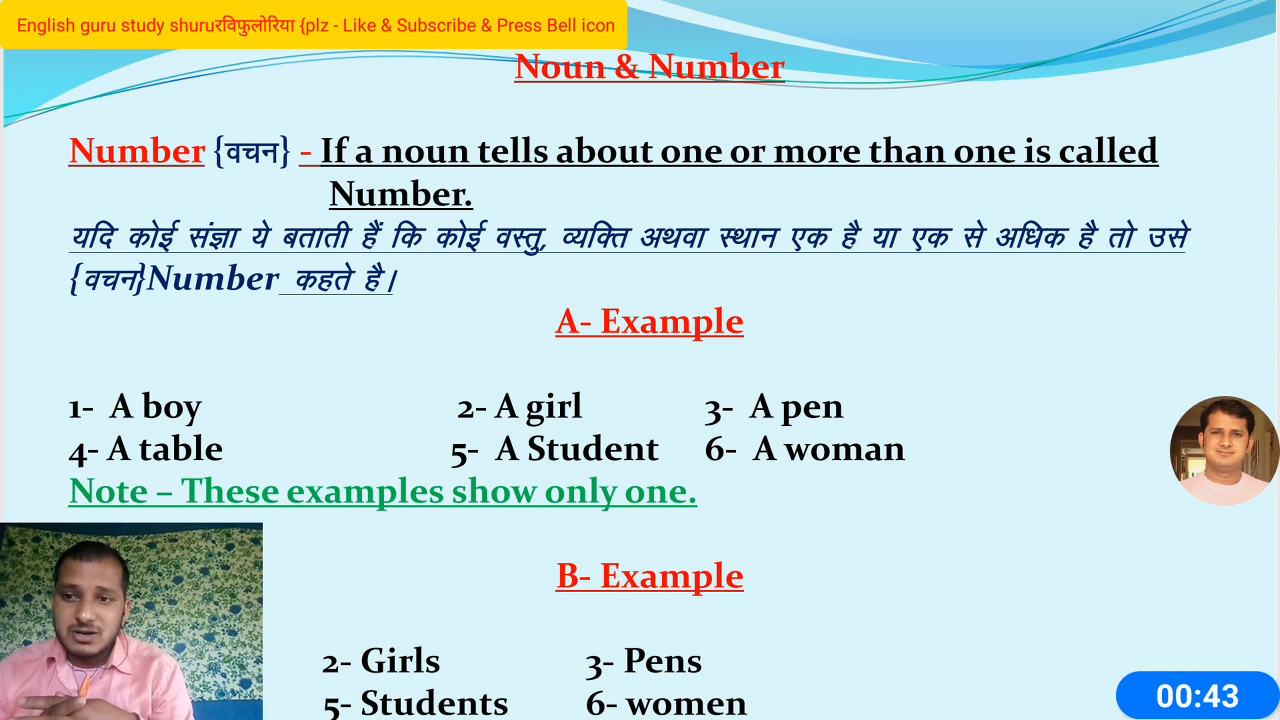 English guru study shuruरविफुलोरिया {plz - Like & Subscribe & Press Bell icon
Noun & Number
Number {वचन} - If a noun tells about one or more than one is called
Number.
यदि कोई संज्ञा ये बताती हैं कि कोई वस्तु, व्यक्ति अथवा स्थान एक है या एक से अधिक है तो उसे
{वचन}Number कहते है।
A- Example
1- A boy 2- A girl 3- A pen
4- A table 5- A Student 6- A woman
Note – These examples show only one.
B- Example
2- Girls 3- Pens
5- Students 6- women
00:43